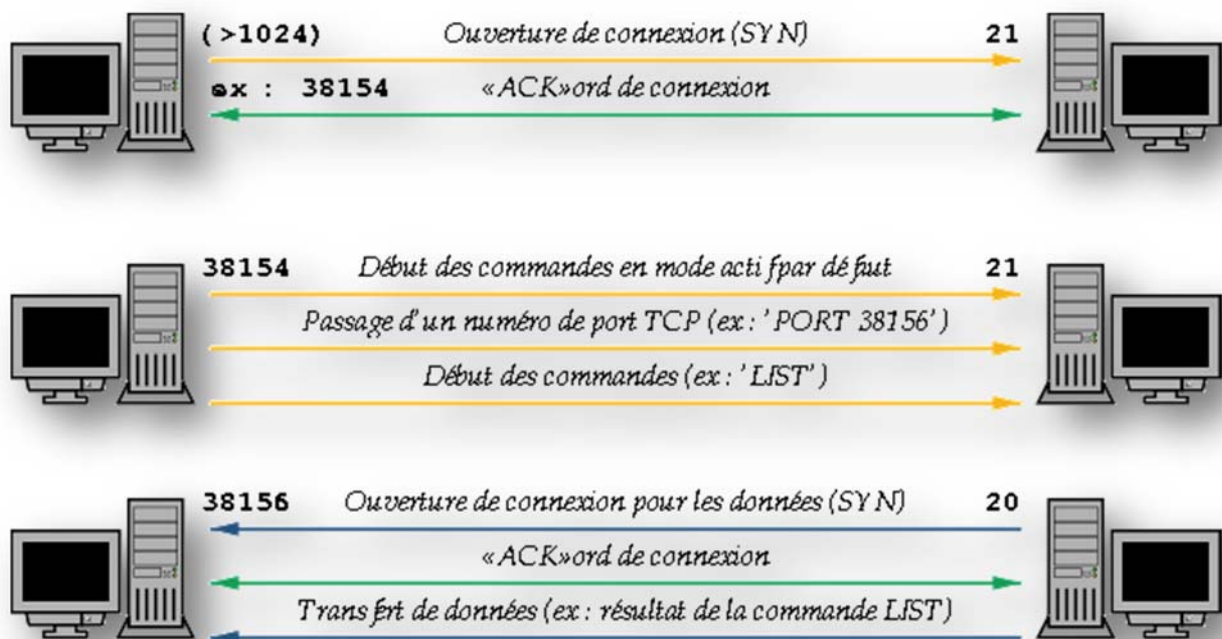 (>1024) Ouverture de connexion (SYN) 21
ex : 38154 «ACK»ord de connexion
38154 Début des commandes en mode acti fpar dé faut 21
Passage d'un numéro de port TCP (ex : 'PORT 38156')
Début des commandes (ex : 'LIST')
38156 Ouverture de connexion pour les données (SYN) 20
«ACK»ord de connexion
Trans fert de données (ex : résultat de la commande LIST)